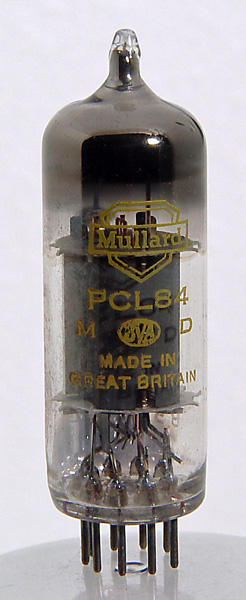 Mullard
PCL84
M BVA D D
MADE IN
GREAT BRITAIN